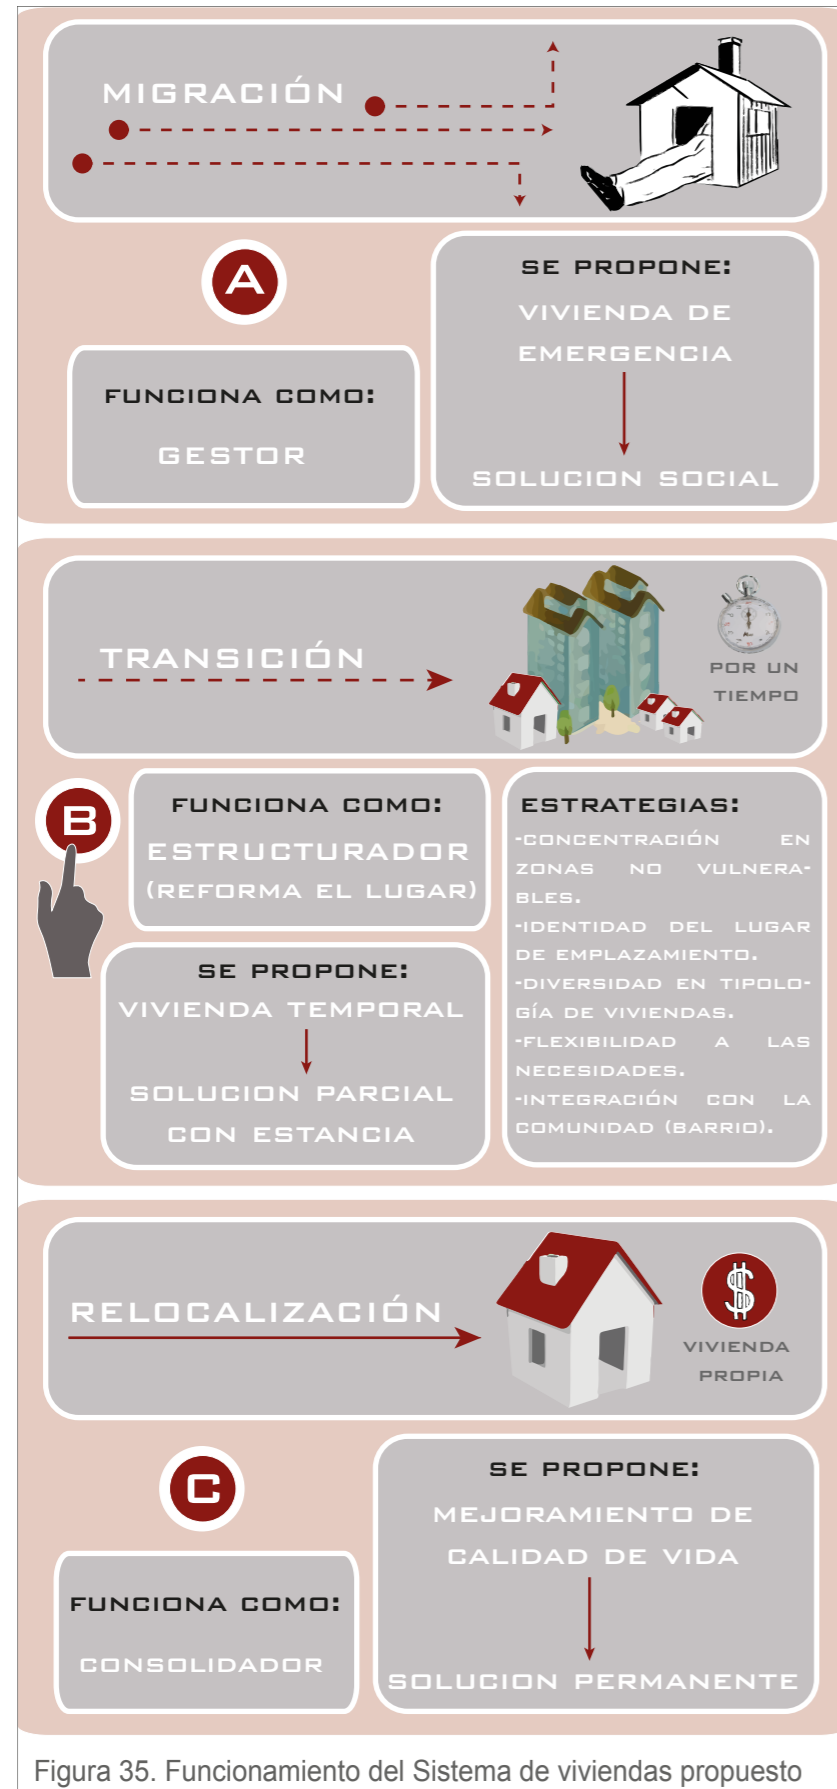 MIGRACIÓN
A
SE PROPONE:
VIVIENDA DE
EMERGENCIA
SOLUCION SOCIAL
FUNCIONA COMO:
GESTOR
TRANSICIÓN
POR UN
TIEMPO
B
FUNCIONA COMO:
ESTRUCTURADOR
(REFORMA EL LUGAR)
SE PROPONE:
VIVIENDA TEMPORAL
SOLUCION PARCIAL
CON ESTANCIA
ESTRATEGIAS:
-CONCENTRACIÓN EN
ZONAS NO VULNERA-
BLES.
-IDENTIDAD DEL LUGAR
DE EMPLAZAMIENTO.
-DIVERSIDAD EN TIPOLO-
GÍA DE VIVIENDAS.
-FLEXIBILIDAD A LAS
NECESIDADES.
-INTEGRACIÓN CON LA
COMUNIDAD (BARRIO).
RELOCALIZACIÓN
$
VIVIENDA
PROPIA
C
SE PROPONE:
MEJORAMIENTO DE
CALIDAD DE VIDA
SOLUCION PERMANENTE
FUNCIONA COMO:
CONSOLIDADOR
Figura 35. Funcionamiento del Sistema de viviendas propuesto